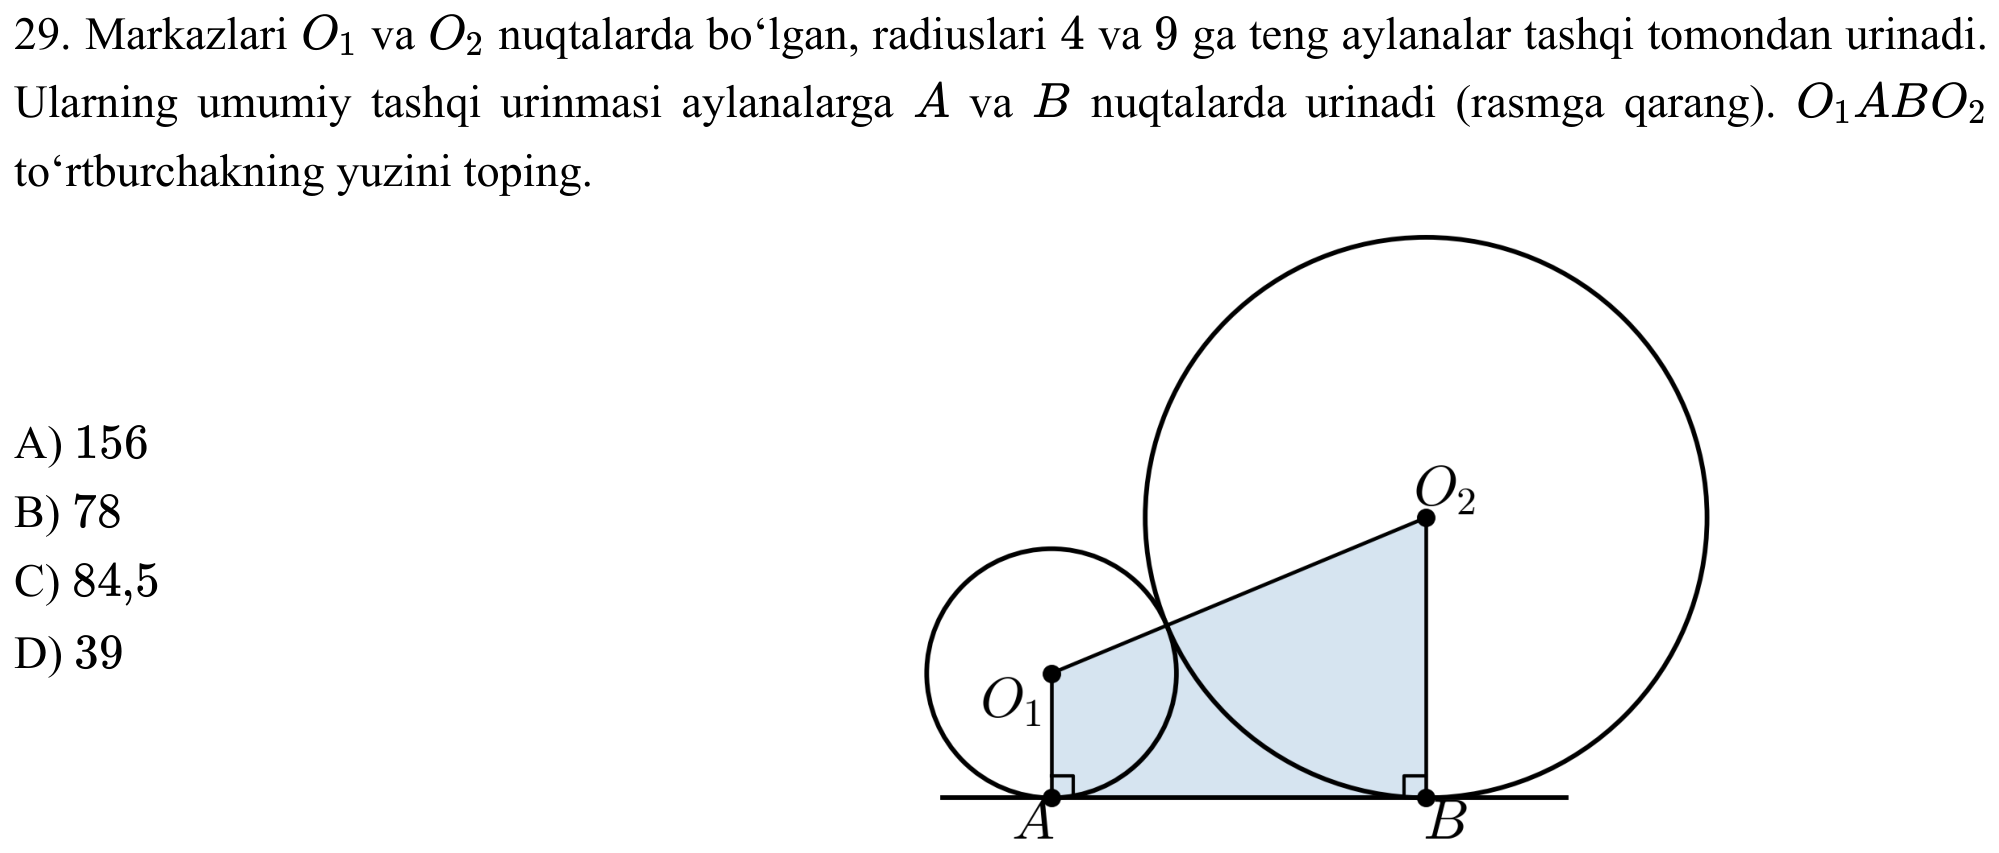 29. Markazlari O₁ va O₂ nuqtalarda bo‘lgan, radiuslari 4 va 9 ga teng aylanalar tashqi tomondan urinadi.
Ularning umumiy tashqi urinmasi aylanalarga A va B nuqtalarda urinadi (rasmga qarang). O₁ABO₂
to‘rtburchakning yuzini toping.
A) 156
B) 78
C) 84,5
D) 39
O₂
O₁
A
B